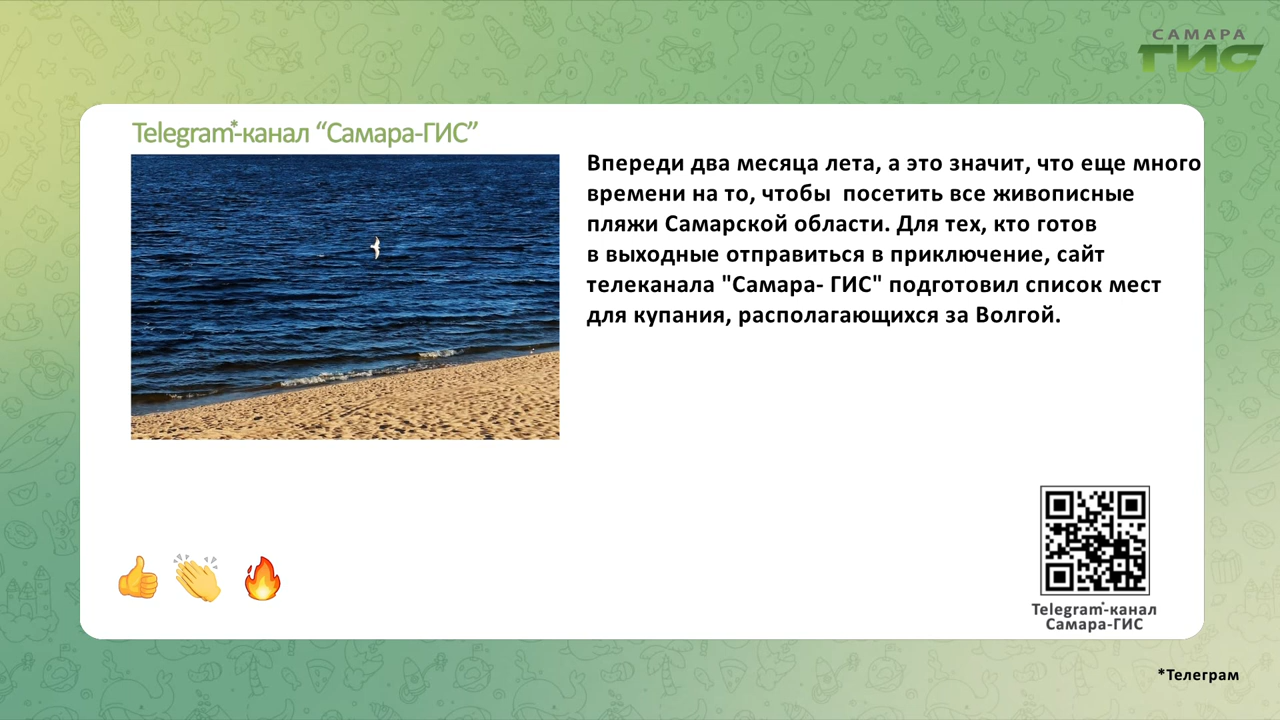 САМАРА
ГИС
Telegram*-канал “Самара-ГИС”
Впереди два месяца лета, а это значит, что еще много
времени на то, чтобы  посетить все живописные
пляжи Самарской области. Для тех, кто готов
в выходные отправиться в приключение, сайт
телеканала "Самара- ГИС" подготовил список мест
для купания, располагающихся за Волгой.
Telegram*-канал
Самара-ГИС
*Телеграм